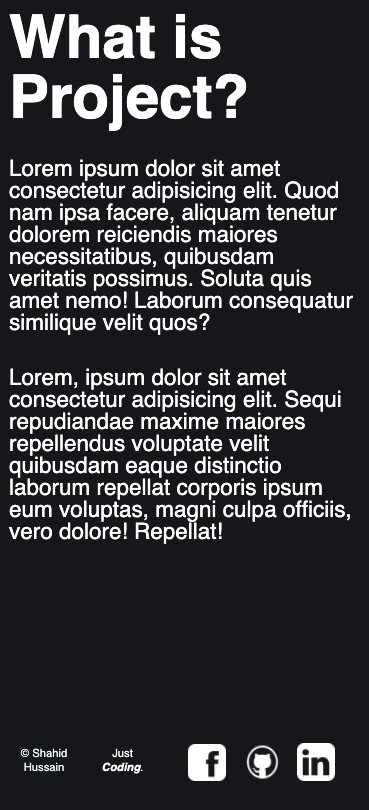 What is
Project?
Lorem ipsum dolor sit amet
consectetur adipisicing elit. Quod
nam ipsa facere, aliquam tenetur
dolorem reiciendis maiores
necessitatibus, quibusdam
veritatis possimus. Soluta quis
amet nemo! Laborum consequatur
similique velit quos?
Lorem, ipsum dolor sit amet
consectetur adipisicing elit. Sequi
repudiandae maxime maiores
repellendus voluptate velit
quibusdam eaque distinctio
laborum repellat corporis ipsum
eum voluptas, magni culpa officiis,
vero dolore! Repellat!
© Shahid
Hussain
Just
Coding.
f
in